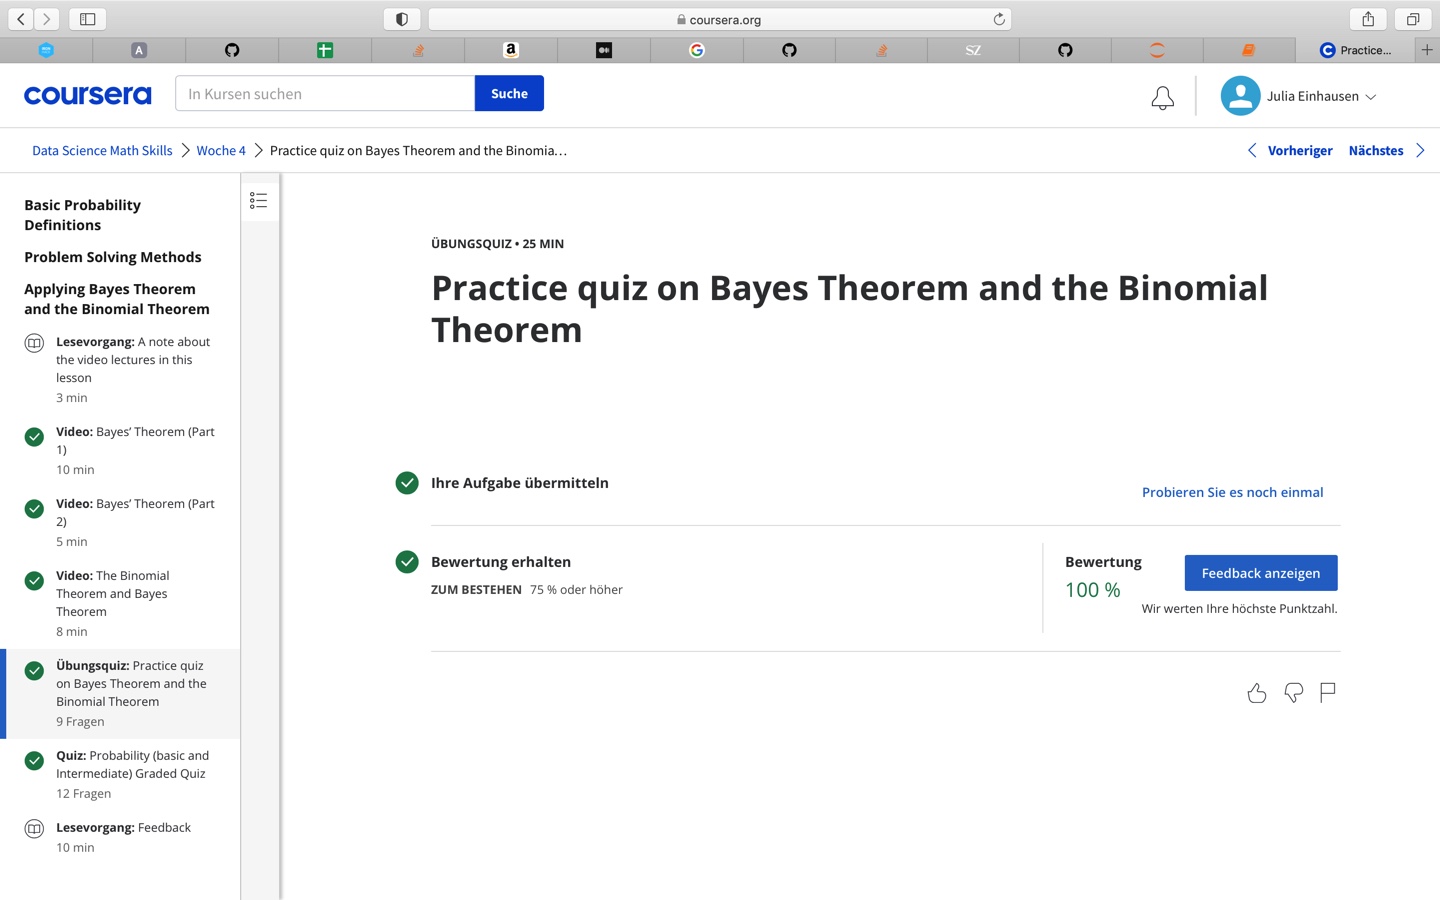 coursera.org
A
a
G
SZ
Practice...
coursera
In Kursen suchen
Suche
Julia Einhausen
Data Science Math Skills
Woche 4
Practice quiz on Bayes Theorem and the Binomia...
Vorheriger
Nächstes
Basic Probability
Definitions
Problem Solving Methods
Applying Bayes Theorem
and the Binomial Theorem
Lesevorgang: A note about
the video lectures in this
lesson
3 min
Video: Bayes’ Theorem (Part
1)
10 min
Video: Bayes’ Theorem (Part
2)
5 min
Video: The Binomial
Theorem and Bayes
Theorem
8 min
Übungsquiz: Practice quiz
on Bayes Theorem and the
Binomial Theorem
9 Fragen
Quiz: Probability (basic and
Intermediate) Graded Quiz
12 Fragen
Lesevorgang: Feedback
10 min
ÜBUNGSQUIZ • 25 MIN
Practice quiz on Bayes Theorem and the Binomial
Theorem
Ihre Aufgabe übermitteln
Probieren Sie es noch einmal
Bewertung erhalten
ZUM BESTEHEN 75 % oder höher
Bewertung
100 %
Feedback anzeigen
Wir werten Ihre höchste Punktzahl.